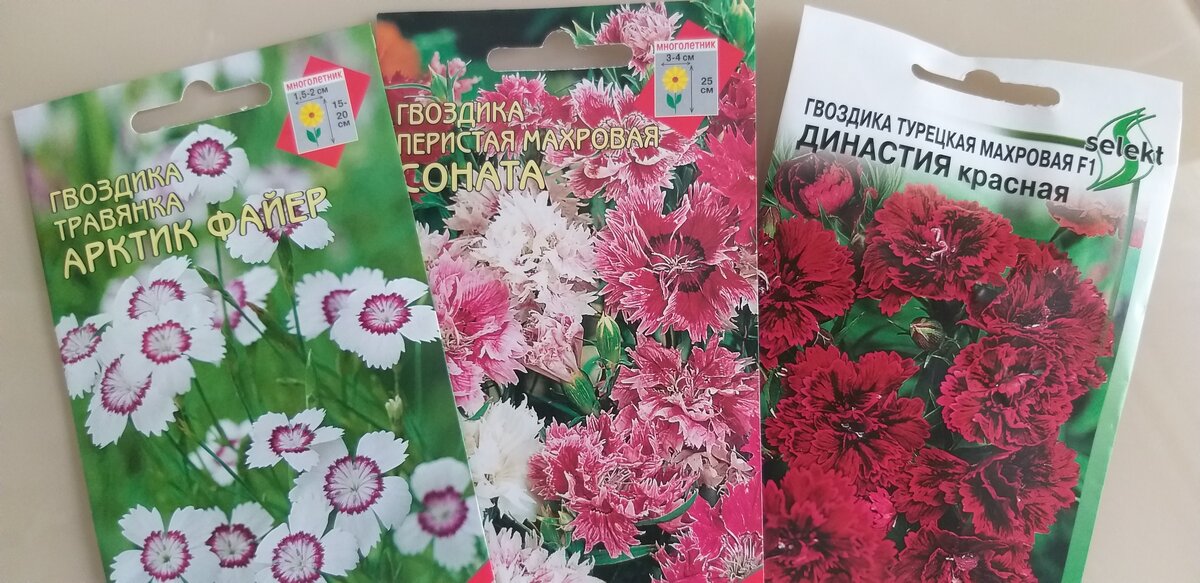 многолетник
1,5-2 см
15-
20
см
ГВОЗДИКА
ТРАВЯНКА
АРКТИК ФАЙЕР
многолетник
3-4 см
25
см
ГВОЗДИКА
ПЕРИСТАЯ МАХРОВАЯ
СОНАТА
ГВОЗДИКА ТУРЕЦКАЯ МАХРОВАЯ F1
ДИНАСТИЯ красная
selekt